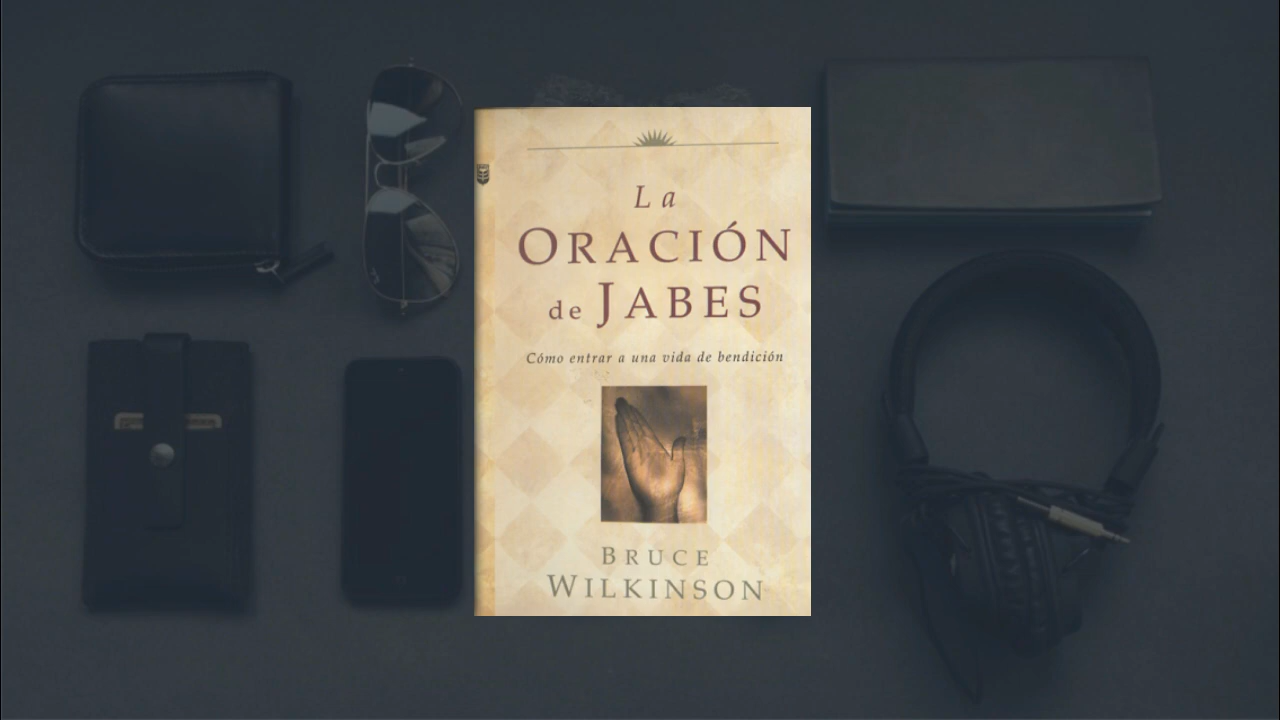 La
ORACIÓN
de JABES
Cómo entrar a una vida de bendición
BRUCE
WILKINSON